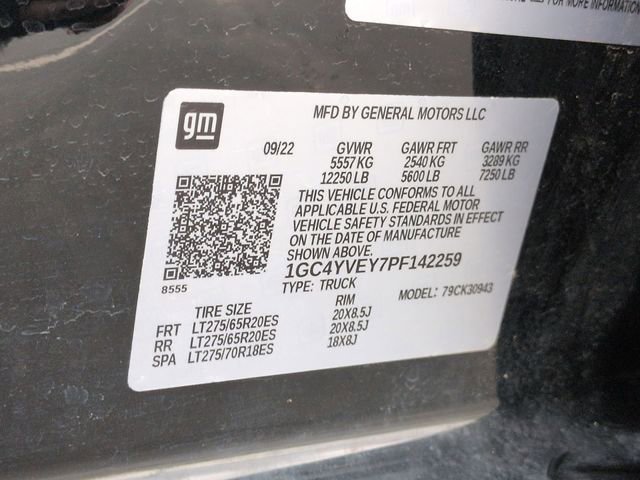 FOR MORE INFORMATION
gm
MFD BY GENERAL MOTORS LLC
09/22 GVWR GAWR FRT GAWR RR
5557 KG 2540 KG 3289 KG
12250 LB 5600 LB 7250 LB
THIS VEHICLE CONFORMS TO ALL
APPLICABLE U.S. FEDERAL MOTOR
VEHICLE SAFETY STANDARDS IN EFFECT
ON THE DATE OF MANUFACTURE
SHOWN ABOVE.
1GC4YVEY7PF142259
8555
TYPE: TRUCK MODEL: 79CK30943
TIRE SIZE RIM
FRT LT275/65R20ES 20X8.5J
RR LT275/65R20ES 20X8.5J
SPA LT275/70R18ES 18X8J